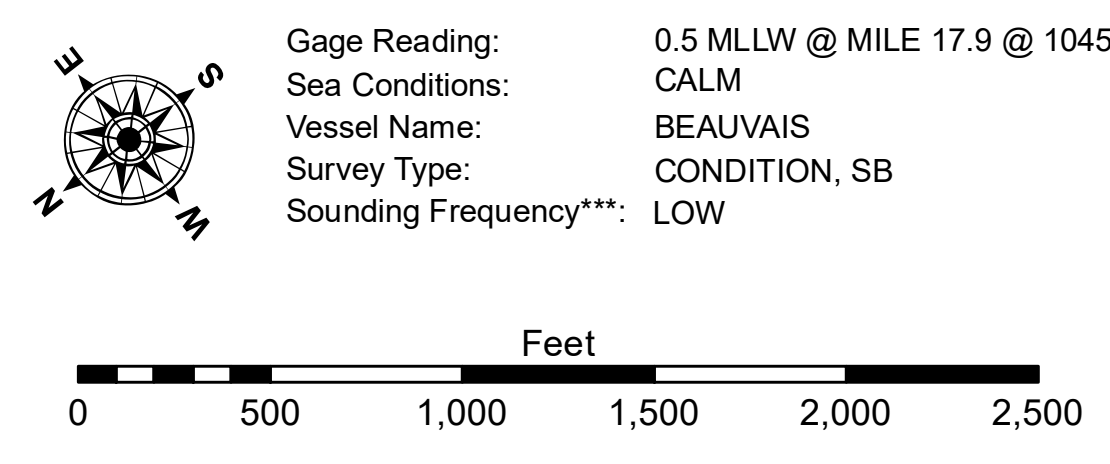 E
S
N
W
Gage Reading: 0.5 MLLW @ MILE 17.9 @ 1045
Sea Conditions: CALM
Vessel Name: BEAUVAIS
Survey Type: CONDITION, SB
Sounding Frequency***: LOW
Feet
0 500 1,000 1,500 2,000 2,500